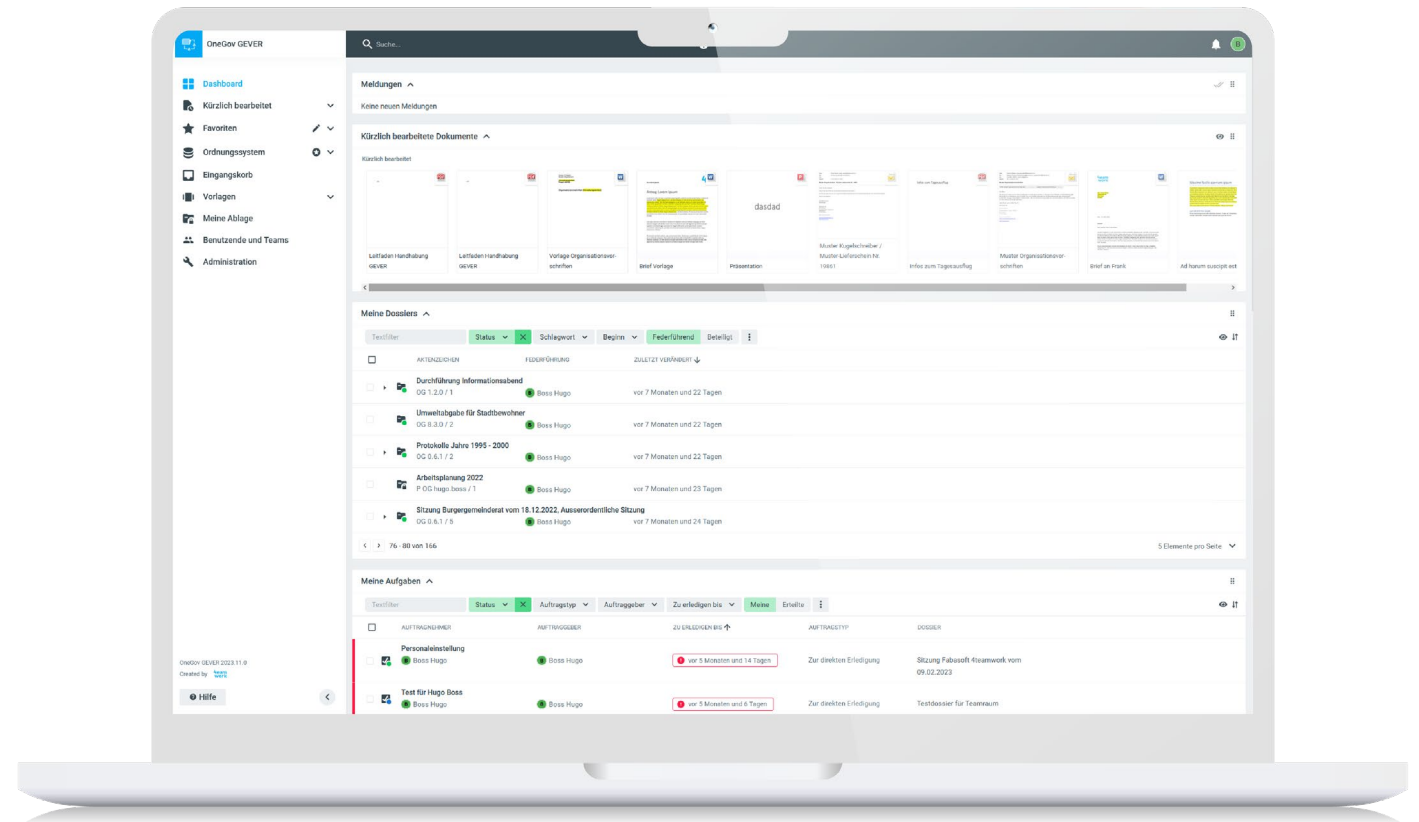 OneGov GEVER
Suche...
B
Dashboard
Kürzlich bearbeitet
Favoriten
Ordnungssystem
Eingangskorb
Vorlagen
Meine Ablage
Benutzende und Teams
Administration
Meldungen
Keine neuen Meldungen
Kürzlich bearbeitete Dokumente
Kürzlich bearbeitet
dasdad
Leitfaden Handhabung
GEVER
Leitfaden Handhabung
GEVER
Vorlage Organisationsver-
schriften
Brief Vorlage
Präsentation
Muster Kugelschreiber /
Muster-Lieferschein Nr.
19861
Infos zum Tagesausflug
Muster Organisationsver-
schriften
Brief an Frank
Ad harum suscipit est
Meine Dossiers
Textfilter Status Schlagwort Beginn Federführend Beteiligt
AKTENZEICHEN FEDERFÜHRUNG ZULETZT VERÄNDERT
Durchführung Informationsabend
OG 1.2.0 / 1 B Boss Hugo vor 7 Monaten und 22 Tagen
Umweltabgabe für Stadtbewohner
OG 8.3.0 / 2 B Boss Hugo vor 7 Monaten und 22 Tagen
Protokolle Jahre 1995 - 2000
OG 0.6.1 / 2 B Boss Hugo vor 7 Monaten und 22 Tagen
Arbeitsplanung 2022
P OG hugo.boss / 1 B Boss Hugo vor 7 Monaten und 23 Tagen
Sitzung Burgergemeinderat vom 18.12.2022, Ausserordentliche Sitzung
OG 0.6.1 / 5 B Boss Hugo vor 7 Monaten und 24 Tagen
76 - 80 von 166 5 Elemente pro Seite
Meine Aufgaben
Textfilter Status Auftragstyp Auftraggeber Zu erledigen bis Meine Erteilte
AUFTRAGNEHMER AUFTRAGGEBER ZU ERLEDIGEN BIS AUFTRAGSTYP DOSSIER
Personaleinstellung
B Boss Hugo B Boss Hugo vor 5 Monaten und 14 Tagen Zur direkten Erledigung Sitzung Fabasoft 4teamwork vom
09.02.2023
Test für Hugo Boss
B Boss Hugo B Boss Hugo vor 5 Monaten und 6 Tagen Zur direkten Erledigung Testdossier für Teamraum
OneGov GEVER 2023.11.0
Created by
Hilfe